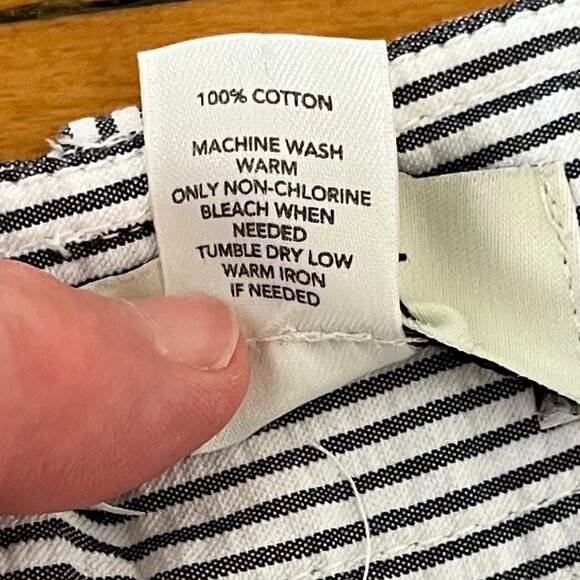 100% COTTON
MACHINE WASH
WARM
ONLY NON-CHLORINE
BLEACH WHEN
NEEDED
TUMBLE DRY LOW
WARM IRON
IF NEEDED